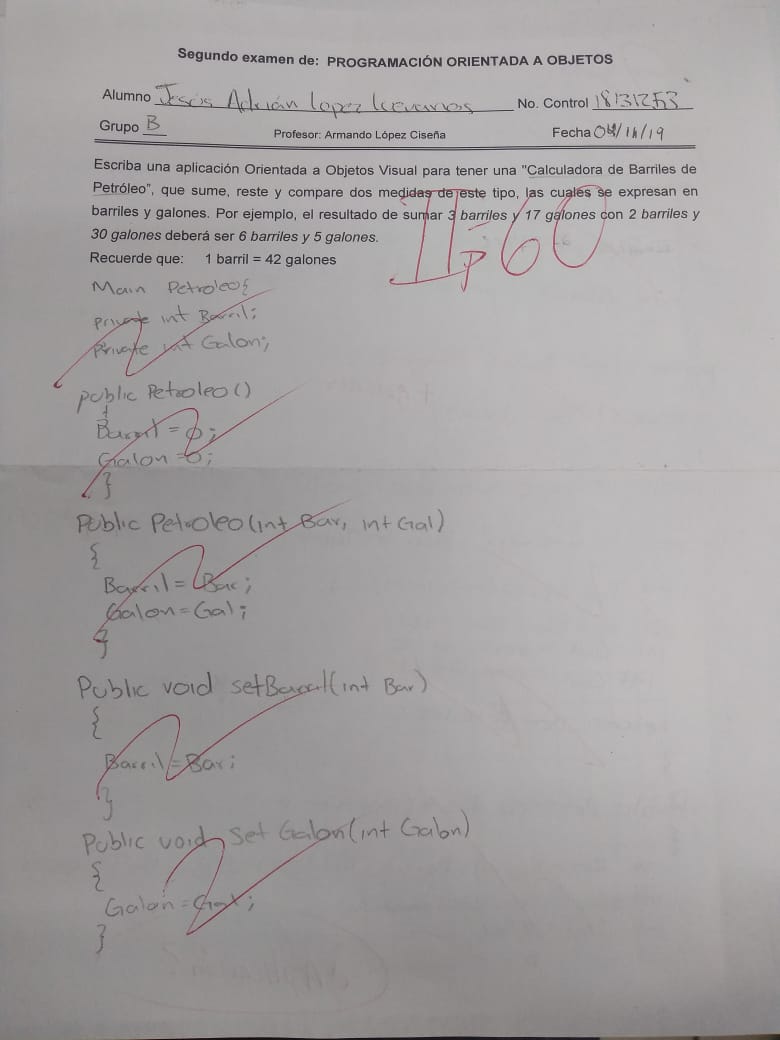 Segundo examen de: PROGRAMACIÓN ORIENTADA A OBJETOS
Alumno Jesús Adrián Lopez No. Control 18131253
Grupo B Profesor: Armando López Ciseña Fecha 04/11/19
Escriba una aplicación Orientada a Objetos Visual para tener una "Calculadora de Barriles de
Petróleo", que sume, reste y compare dos medidas de este tipo, las cuales se expresan en
barriles y galones. Por ejemplo, el resultado de sumar 3 barriles y 17 galones con 2 barriles y
30 galones deberá ser 6 barriles y 5 galones.
Recuerde que: 1 barril = 42 galones
60
Main Petroleo{
private int Barril;
Private int Galon;
public Petroleo()
{
Barril = 0;
Galon = 0;
}
Public Petroleo(int Bar, int Gal)
{
Barril = Bar;
Galon = Gal;
}
Public void setBarril(int Bar)
{
Barril = Bar;
}
Public void set Galon(int Galon)
{
Galon = Gal;
}